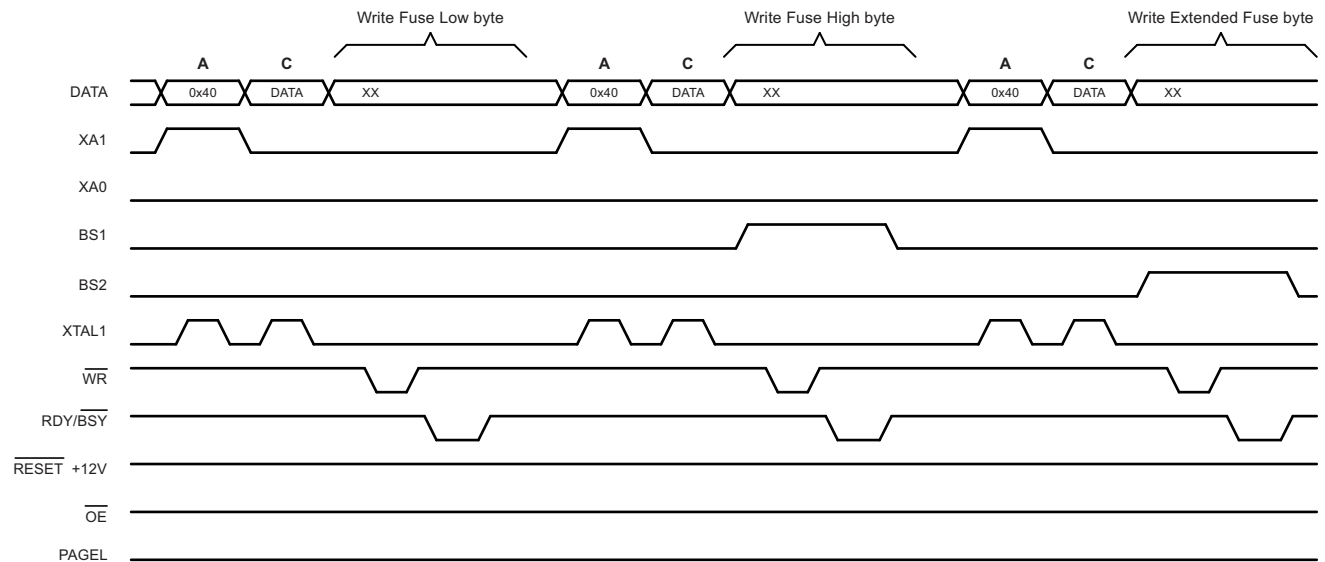 Write Fuse Low byte Write Fuse High byte Write Extended Fuse byte
A C A C A C
DATA 0x40 DATA XX 0x40 DATA XX 0x40 DATA XX
XA1
XA0
BS1
BS2
XTAL1
WR
RDY/BSY
RESET +12V
OE
PAGEL